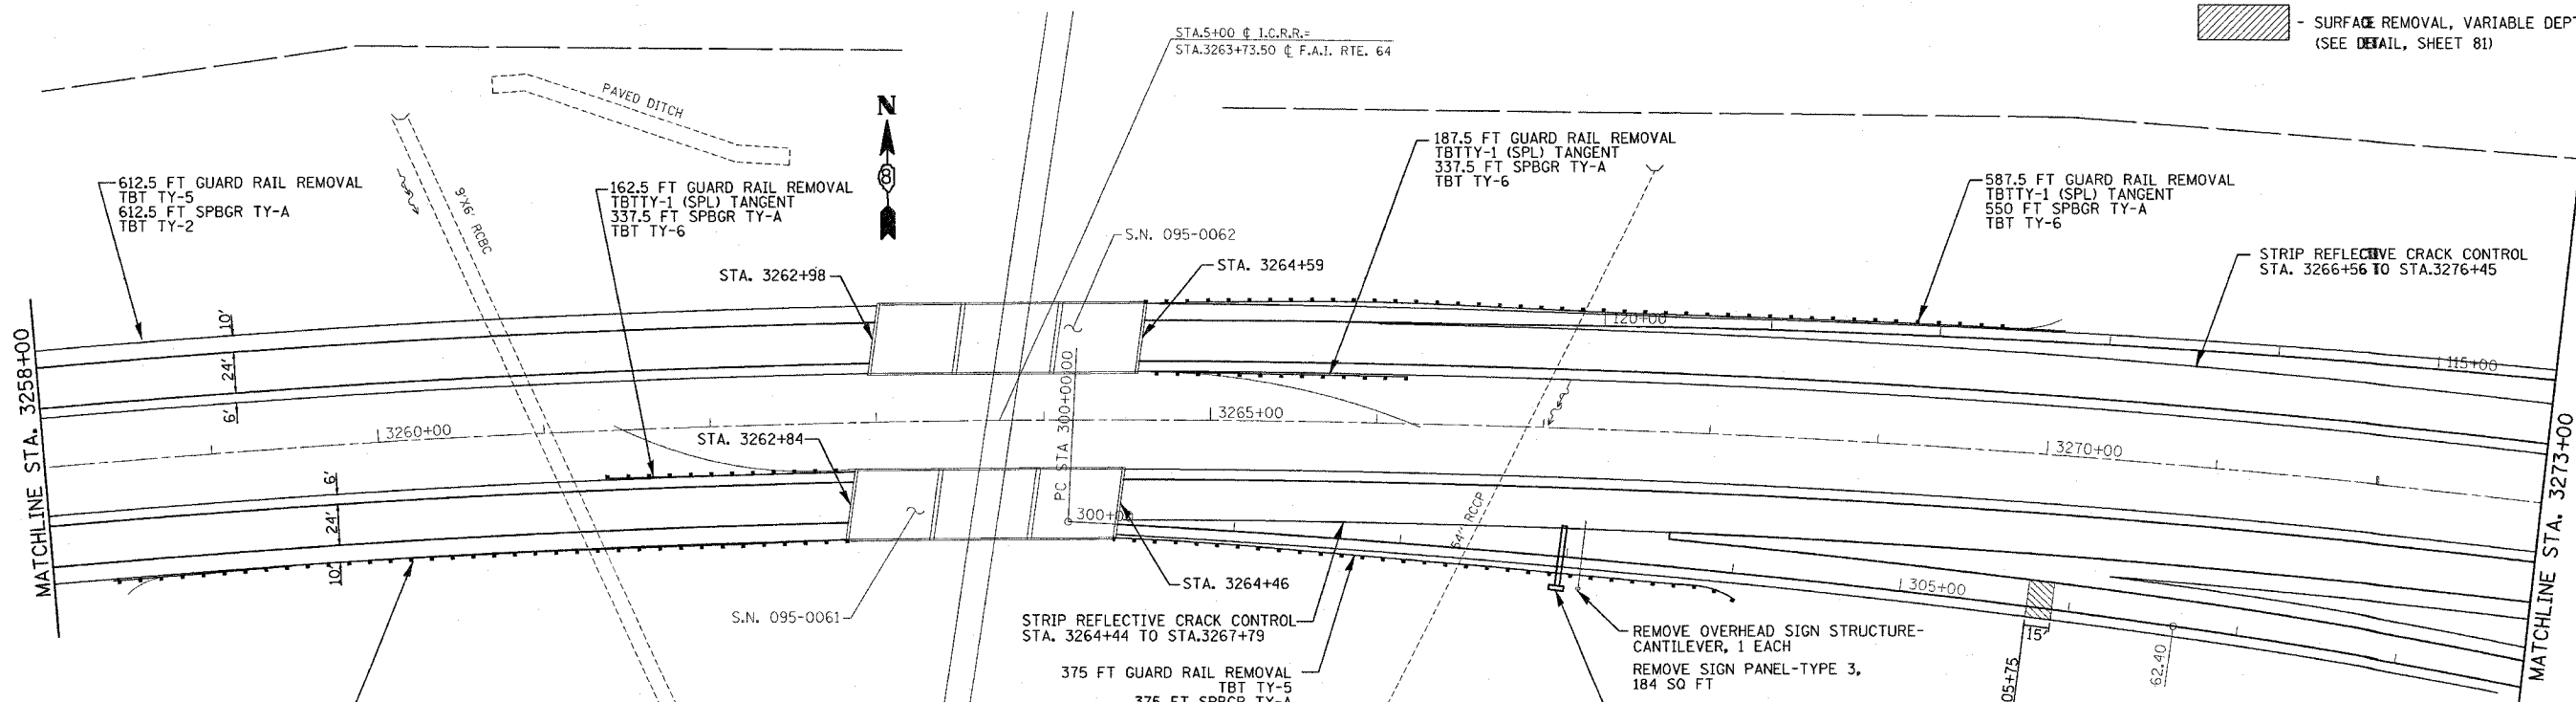 STA.5+00 ℄ I.C.R.R.=
STA.3263+73.50 ℄ F.A.I. RTE. 64
- SURFACE REMOVAL, VARIABLE DEPT
(SEE DETAIL, SHEET 81)
PAVED DITCH
N
8
9'X6' RCBC
612.5 FT GUARD RAIL REMOVAL
TBT TY-5
612.5 FT SPBGR TY-A
TBT TY-2
162.5 FT GUARD RAIL REMOVAL
TBTTY-1 (SPL) TANGENT
337.5 FT SPBGR TY-A
TBT TY-6
187.5 FT GUARD RAIL REMOVAL
TBTTY-1 (SPL) TANGENT
337.5 FT SPBGR TY-A
TBT TY-6
587.5 FT GUARD RAIL REMOVAL
TBTTY-1 (SPL) TANGENT
550 FT SPBGR TY-A
TBT TY-6
S.N. 095-0062
STA. 3262+98
STA. 3264+59
STRIP REFLECTIVE CRACK CONTROL
STA. 3266+56 TO STA.3276+45
MATCHLINE STA. 3258+00
10'
24'
6'
120+00
115+00
PC STA 300+00.00
3260+00
3265+00
3270+00
MATCHLINE STA. 3273+00
STA. 3262+84
6'
24'
10'
300+00
64" RCCP
S.N. 095-0061
STA. 3264+46
305+00
STRIP REFLECTIVE CRACK CONTROL
STA. 3264+44 TO STA.3267+79
REMOVE OVERHEAD SIGN STRUCTURE-
CANTILEVER, 1 EACH
REMOVE SIGN PANEL-TYPE 3,
184 SQ FT
15'
05+75
62.40
375 FT GUARD RAIL REMOVAL
TBT TY-5
375 FT SPBGR TY-A